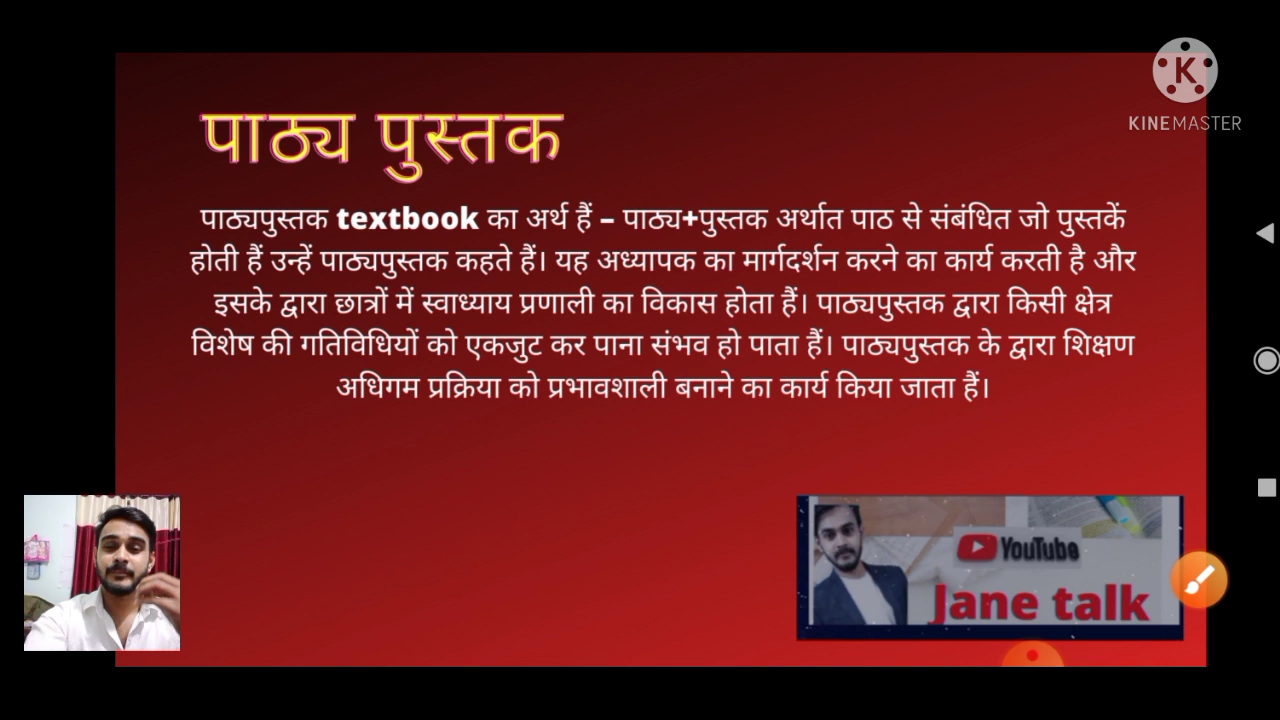 KINEMASTER
पाठ्य पुस्तक
पाठ्यपुस्तक textbook का अर्थ हैं – पाठ्य+पुस्तक अर्थात पाठ से संबंधित जो पुस्तकें
होती हैं उन्हें पाठ्यपुस्तक कहते हैं। यह अध्यापक का मार्गदर्शन करने का कार्य करती है और
इसके द्वारा छात्रों में स्वाध्याय प्रणाली का विकास होता हैं। पाठ्यपुस्तक द्वारा किसी क्षेत्र
विशेष की गतिविधियों को एकजुट कर पाना संभव हो पाता हैं। पाठ्यपुस्तक के द्वारा शिक्षण
अधिगम प्रक्रिया को प्रभावशाली बनाने का कार्य किया जाता हैं।
YouTube
Jane talk